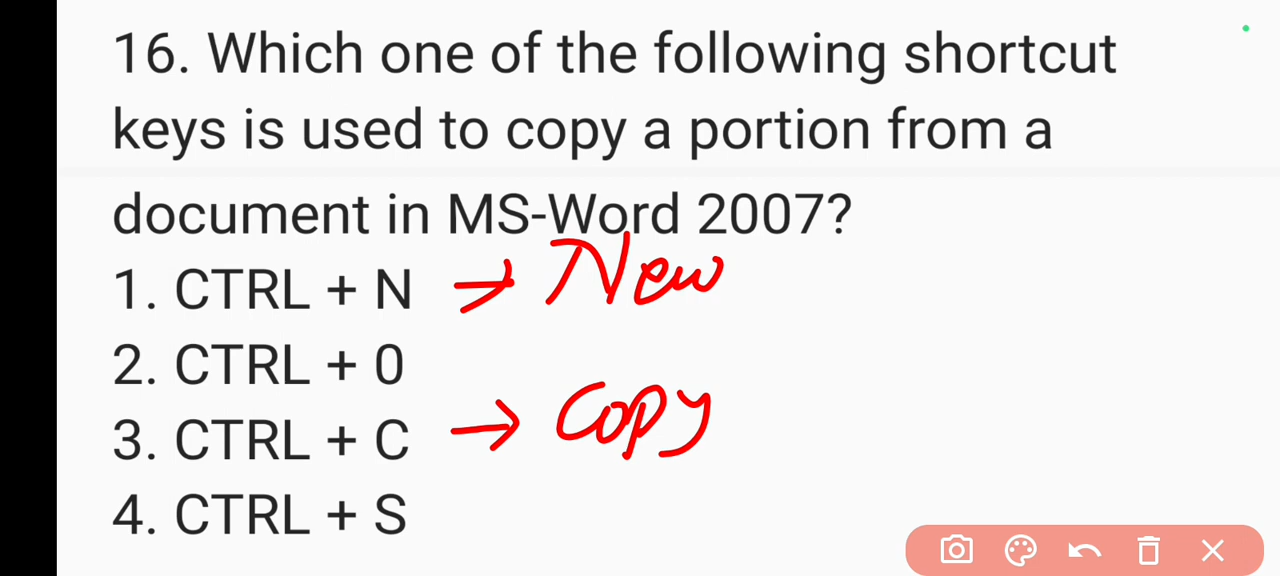 16. Which one of the following shortcut
keys is used to copy a portion from a
document in MS-Word 2007?
1. CTRL + N → New
2. CTRL + 0
3. CTRL + C → Copy
4. CTRL + S